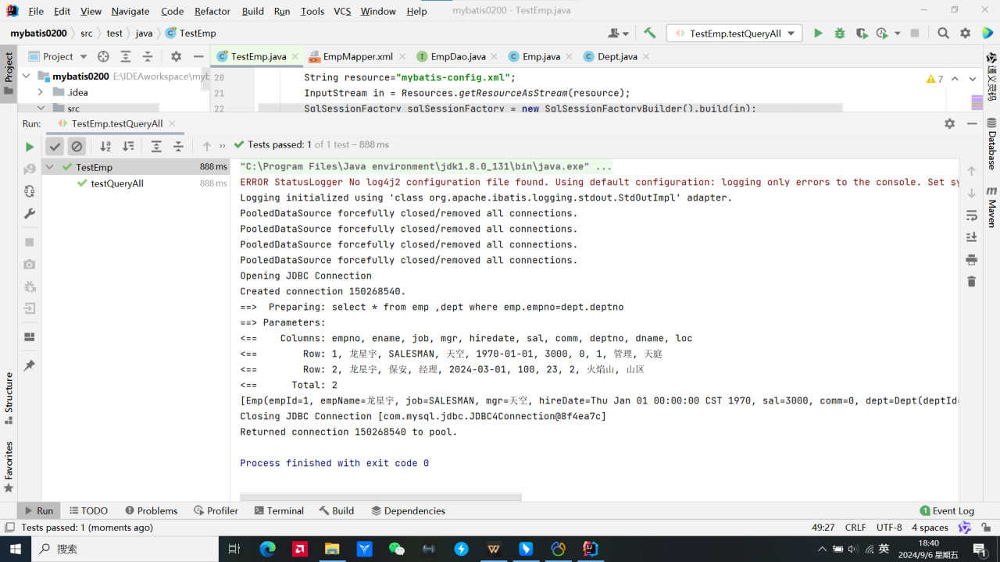 File Edit View Navigate Code Refactor Build Run Tools VCS Window Help mybatis0200 - TestEmp.java
mybatis0200 src test java TestEmp TestEmp.testQueryAll
Project TestEmp.java EmpMapper.xml EmpDao.java Emp.java Dept.java
Project
mybatis0200 E:\IDEAworkspace\myb
.idea
src
20 String resource="mybatis-config.xml";
21 InputStream in = Resources.getResourceAsStream(resource);
22 SqlSessionFactory sqlSessionFactory = new SqlSessionFactoryBuilder().build(in);
7
通义灵码
Database
Maven
Run: TestEmp.testQueryAll
Tests passed: 1 of 1 test – 888 ms
TestEmp 888 ms
testQueryAll 888 ms
"C:\Program Files\Java environment\jdk1.8.0_131\bin\java.exe" ...
ERROR StatusLogger No log4j2 configuration file found. Using default configuration: logging only errors to the console. Set sy
Logging initialized using 'class org.apache.ibatis.logging.stdout.StdOutImpl' adapter.
PooledDataSource forcefully closed/removed all connections.
PooledDataSource forcefully closed/removed all connections.
PooledDataSource forcefully closed/removed all connections.
PooledDataSource forcefully closed/removed all connections.
Opening JDBC Connection
Created connection 150268540.
==>  Preparing: select * from emp ,dept where emp.empno=dept.deptno
==> Parameters:
<==    Columns: empno, ename, job, mgr, hiredate, sal, comm, deptno, dname, loc
<==        Row: 1, 龙星宇, SALESMAN, 天空, 1970-01-01, 3000, 0, 1, 管理, 天庭
<==        Row: 2, 龙星宇, 保安, 经理, 2024-03-01, 100, 23, 2, 火焰山, 山区
<==      Total: 2
[Emp(empId=1, empName=龙星宇, job=SALESMAN, mgr=天空, hireDate=Thu Jan 01 00:00:00 CST 1970, sal=3000, comm=0, dept=Dept(deptId=
Closing JDBC Connection [com.mysql.jdbc.JDBC4Connection@8f4ea7c]
Returned connection 150268540 to pool.
Process finished with exit code 0
Structure
Favorites
Run TODO Problems Profiler Terminal Build Dependencies 1 Event Log
Tests passed: 1 (moments ago) 49:27 CRLF UTF-8 4 spaces
搜索 英 18:40
2024/9/6 星期五 1